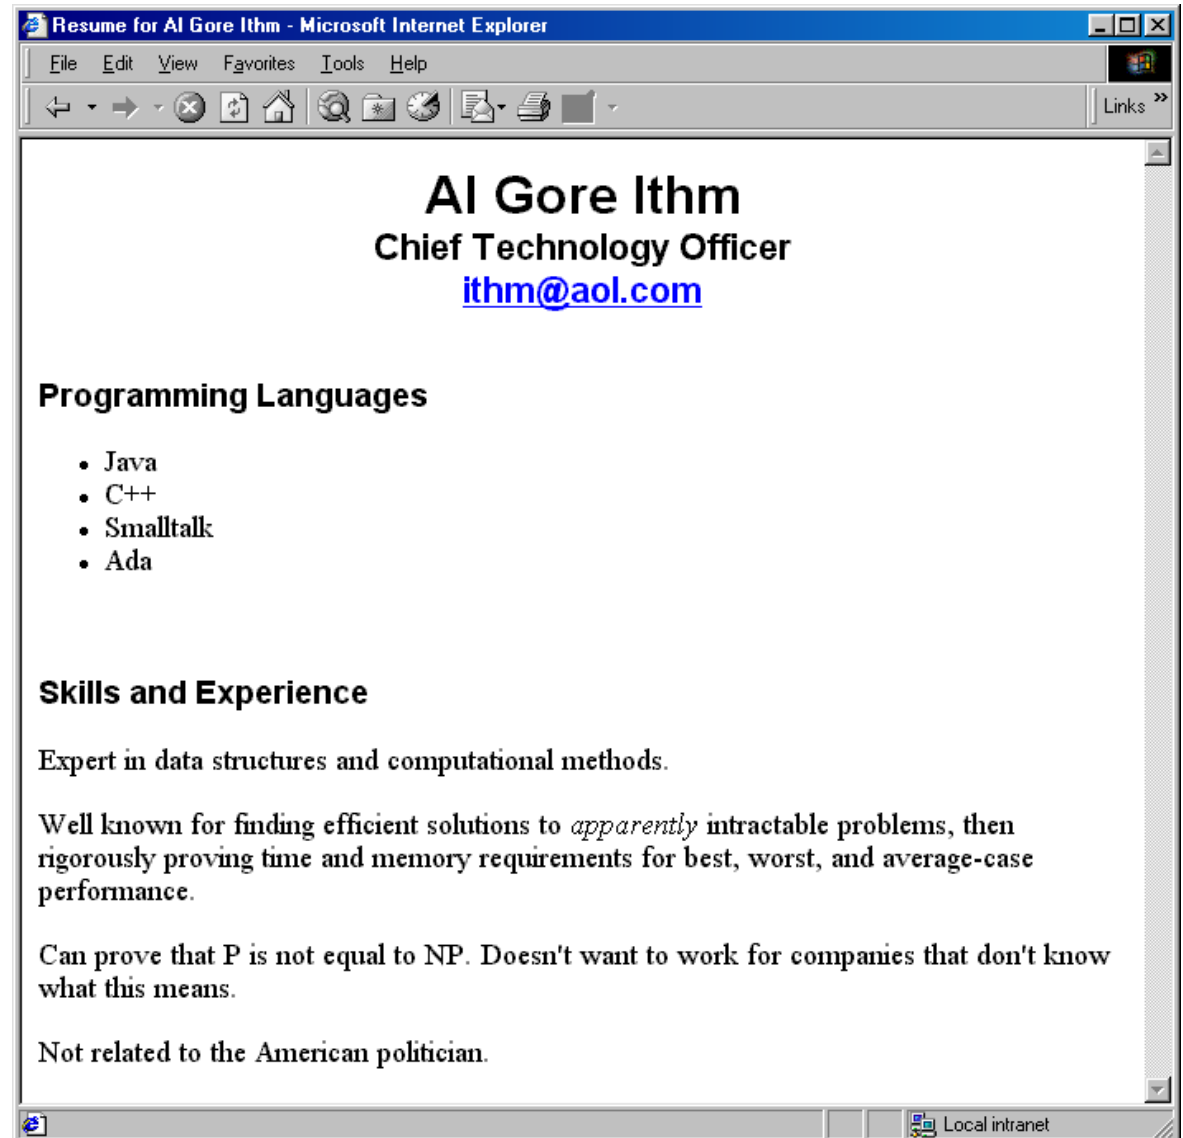 Resume for Al Gore Ithm - Microsoft Internet Explorer
File Edit View Favorites Tools Help
Links »
Al Gore Ithm
Chief Technology Officer
ithm@aol.com
Programming Languages
• Java
• C++
• Smalltalk
• Ada
Skills and Experience
Expert in data structures and computational methods.
Well known for finding efficient solutions to apparently intractable problems, then
rigorously proving time and memory requirements for best, worst, and average-case
performance.
Can prove that P is not equal to NP. Doesn't want to work for companies that don't know
what this means.
Not related to the American politician.
Local intranet